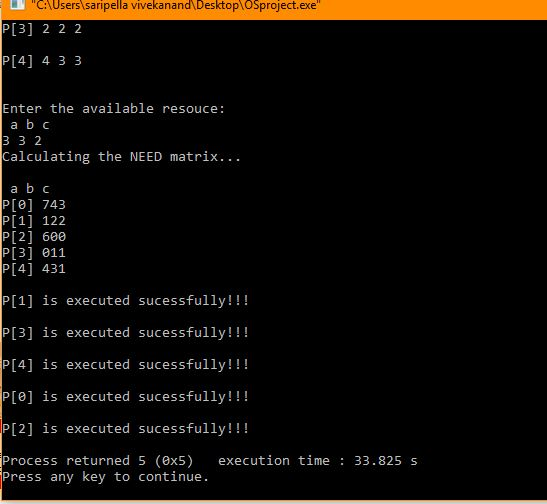 "C:\Users\saripella vivekanand\Desktop\OSproject.exe"
P[3] 2 2 2
P[4] 4 3 3
Enter the available resouce:
a b c
3 3 2
Calculating the NEED matrix...
a b c
P[0] 743
P[1] 122
P[2] 600
P[3] 011
P[4] 431
P[1] is executed sucessfully!!!
P[3] is executed sucessfully!!!
P[4] is executed sucessfully!!!
P[0] is executed sucessfully!!!
P[2] is executed sucessfully!!!
Process returned 5 (0x5)   execution time : 33.825 s
Press any key to continue.